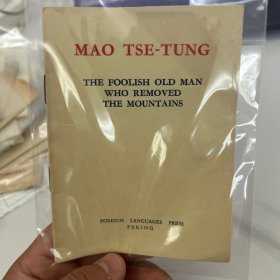 MAO TSE-TUNG
THE FOOLISH OLD MAN
WHO REMOVED
THE MOUNTAINS
FOREIGN LANGUAGES PRESS
PEKING